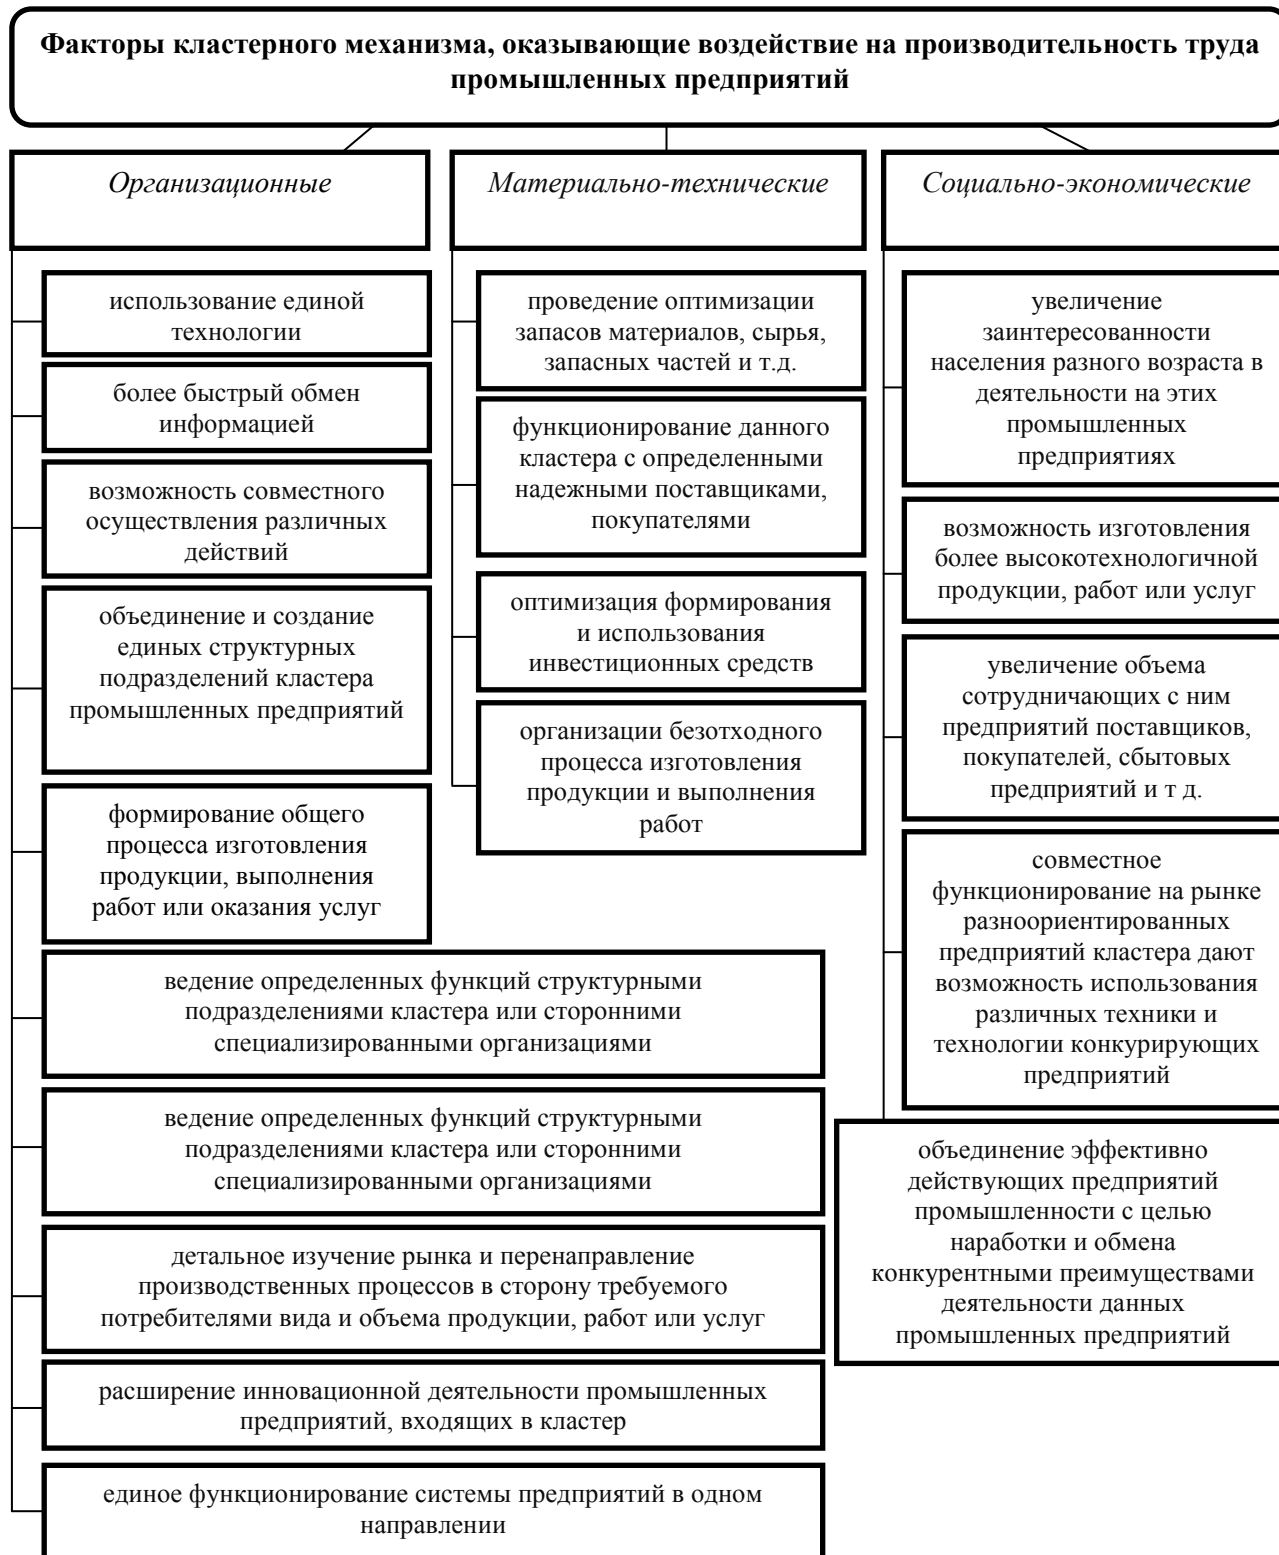 Факторы кластерного механизма, оказывающие воздействие на производительность труда
промышленных предприятий
Организационные
использование единой
технологии
более быстрый обмен
информацией
возможность совместного
осуществления различных
действий
объединение и создание
единых структурных
подразделений кластера
промышленных предприятий
формирование общего
процесса изготовления
продукции, выполнения
работ или оказания услуг
ведение определенных функций структурными
подразделениями кластера или сторонними
специализированными организациями
ведение определенных функций структурными
подразделениями кластера или сторонними
специализированными организациями
детальное изучение рынка и перенаправление
производственных процессов в сторону требуемого
потребителями вида и объема продукции, работ или услуг
расширение инновационной деятельности промышленных
предприятий, входящих в кластер
единое функционирование системы предприятий в одном
направлении
Материально-технические
проведение оптимизации
запасов материалов, сырья,
запасных частей и т.д.
функционирование данного
кластера с определенными
надежными поставщиками,
покупателями
оптимизация формирования
и использования
инвестиционных средств
организации безотходного
процесса изготовления
продукции и выполнения
работ
Социально-экономические
увеличение
заинтересованности
населения разного возраста в
деятельности на этих
промышленных
предприятиях
возможность изготовления
более высокотехнологичной
продукции, работ или услуг
увеличение объема
сотрудничающих с ним
предприятий поставщиков,
покупателей, сбытовых
предприятий и т д.
совместное
функционирование на рынке
разноориентированных
предприятий кластера дают
возможность использования
различных техники и
технологии конкурирующих
предприятий
объединение эффективно
действующих предприятий
промышленности с целью
наработки и обмена
конкурентными преимуществами
деятельности данных
промышленных предприятий